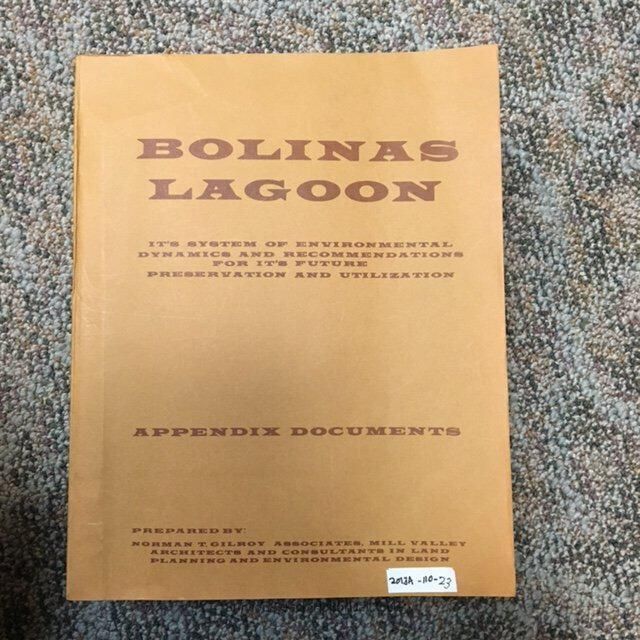 BOLINAS
LAGOON
IT'S SYSTEM OF ENVIRONMENTAL
DYNAMICS AND RECOMMENDATIONS
FOR IT'S FUTURE
PRESERVATION AND UTILIZATION
APPENDIX DOCUMENTS
PREPARED BY:
NORMAN T. GILROY ASSOCIATES, MILL VALLEY
ARCHITECTS AND CONSULTANTS IN LAND
PLANNING AND ENVIRONMENTAL DESIGN
2013A-110-23